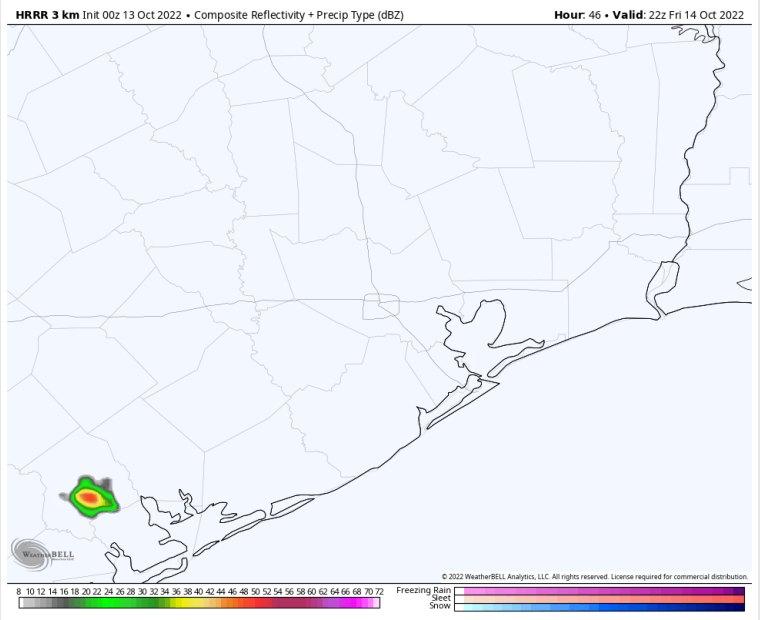 HRRR 3 km Init 00z 13 Oct 2022 • Composite Reflectivity + Precip Type (dBZ) Hour: 46 • Valid: 22z Fri 14 Oct 2022
WeatherBELL
© 2022 WeatherBELL Analytics, LLC. All rights reserved. License required for commercial distribution.
8 10 12 14 16 18 20 22 24 26 28 30 32 34 36 38 40 42 44 46 48 50 52 54 56 58 60 62 64 66 68 70 72
Freezing Rain
Sleet
Snow